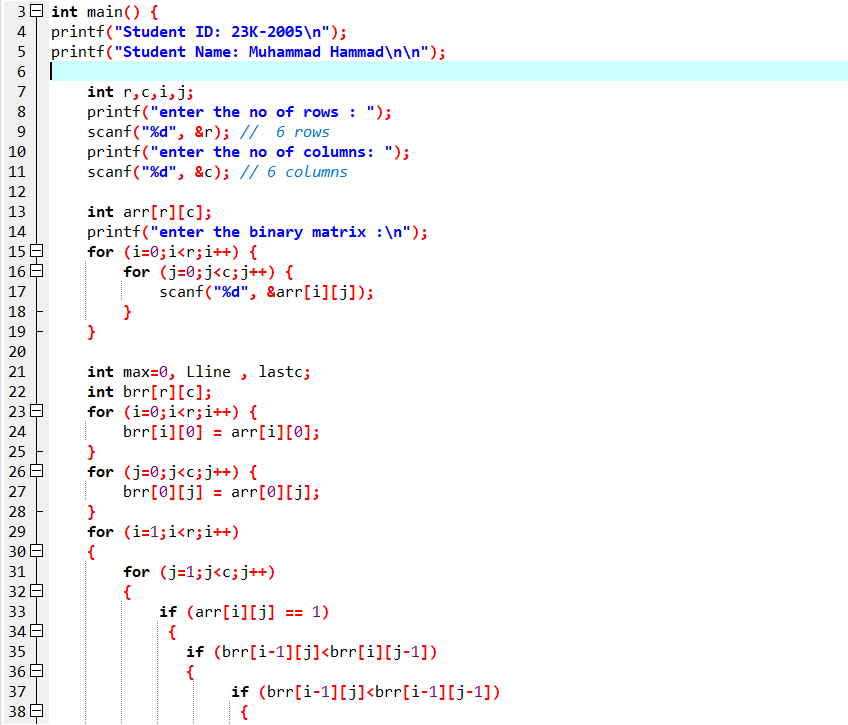 3 int main() {
4 printf("Student ID: 23K-2005\n");
5 printf("Student Name: Muhammad Hammad\n\n");
6
7 int r,c,i,j;
8 printf("enter the no of rows : ");
9 scanf("%d", &r); //  6 rows
10 printf("enter the no of columns: ");
11 scanf("%d", &c); // 6 columns
12
13 int arr[r][c];
14 printf("enter the binary matrix :\n");
15 for (i=0;i<r;i++) {
16 for (j=0;j<c;j++) {
17 scanf("%d", &arr[i][j]);
18 }
19 }
20
21 int max=0, Lline , lastc;
22 int brr[r][c];
23 for (i=0;i<r;i++) {
24 brr[i][0] = arr[i][0];
25 }
26 for (j=0;j<c;j++) {
27 brr[0][j] = arr[0][j];
28 }
29 for (i=1;i<r;i++)
30 {
31 for (j=1;j<c;j++)
32 {
33 if (arr[i][j] == 1)
34 {
35 if (brr[i-1][j]<brr[i][j-1])
36 {
37 if (brr[i-1][j]<brr[i-1][j-1])
38 {